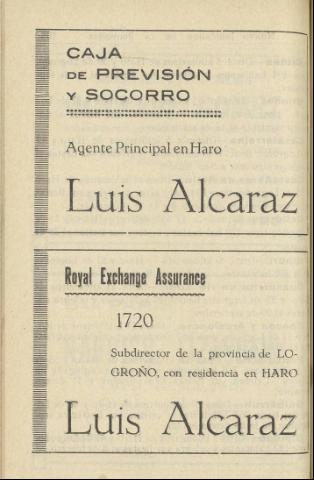 CAJA
DE PREVISIÓN
Y SOCORRO
Agente Principal en Haro
Luis Alcaraz
Royal Exchange Assurance
1720
Subdirector de la provincia de LO-
GROÑO, con residencia en HARO
Luis Alcaraz